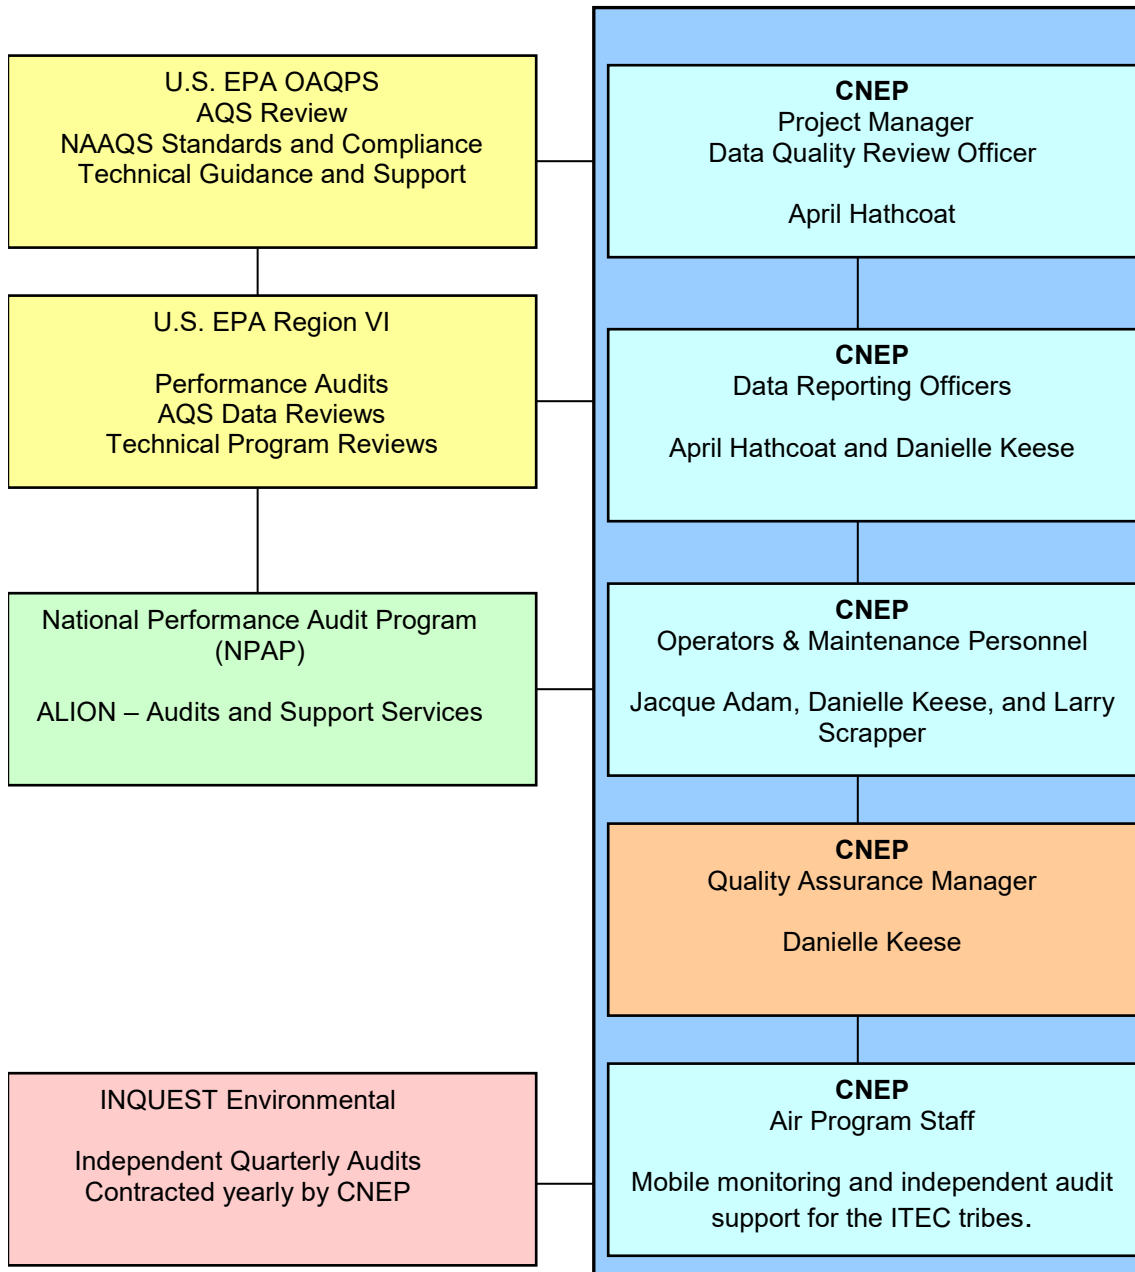 U.S. EPA OAQPS
AQS Review
NAAQS Standards and Compliance
Technical Guidance and Support
U.S. EPA Region VI
Performance Audits
AQS Data Reviews
Technical Program Reviews
National Performance Audit Program
(NPAP)
ALION – Audits and Support Services
INQUEST Environmental
Independent Quarterly Audits
Contracted yearly by CNEP
CNEP
Project Manager
Data Quality Review Officer
April Hathcoat
CNEP
Data Reporting Officers
April Hathcoat and Danielle Keese
CNEP
Operators & Maintenance Personnel
Jacque Adam, Danielle Keese, and Larry
Scrapper
CNEP
Quality Assurance Manager
Danielle Keese
CNEP
Air Program Staff
Mobile monitoring and independent audit
support for the ITEC tribes.